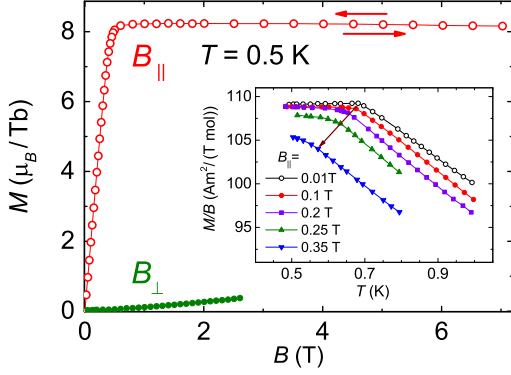 8
6
4
2
0
M (μB/Tb)
B||
T = 0.5 K
B⊥
0
2
4
6
B (T)
110
105
100
95
M/B (Am²/(T mol))
B||=
0.01T
0.1 T
0.2 T
0.25 T
0.35 T
0.5
0.7
0.9
T (K)